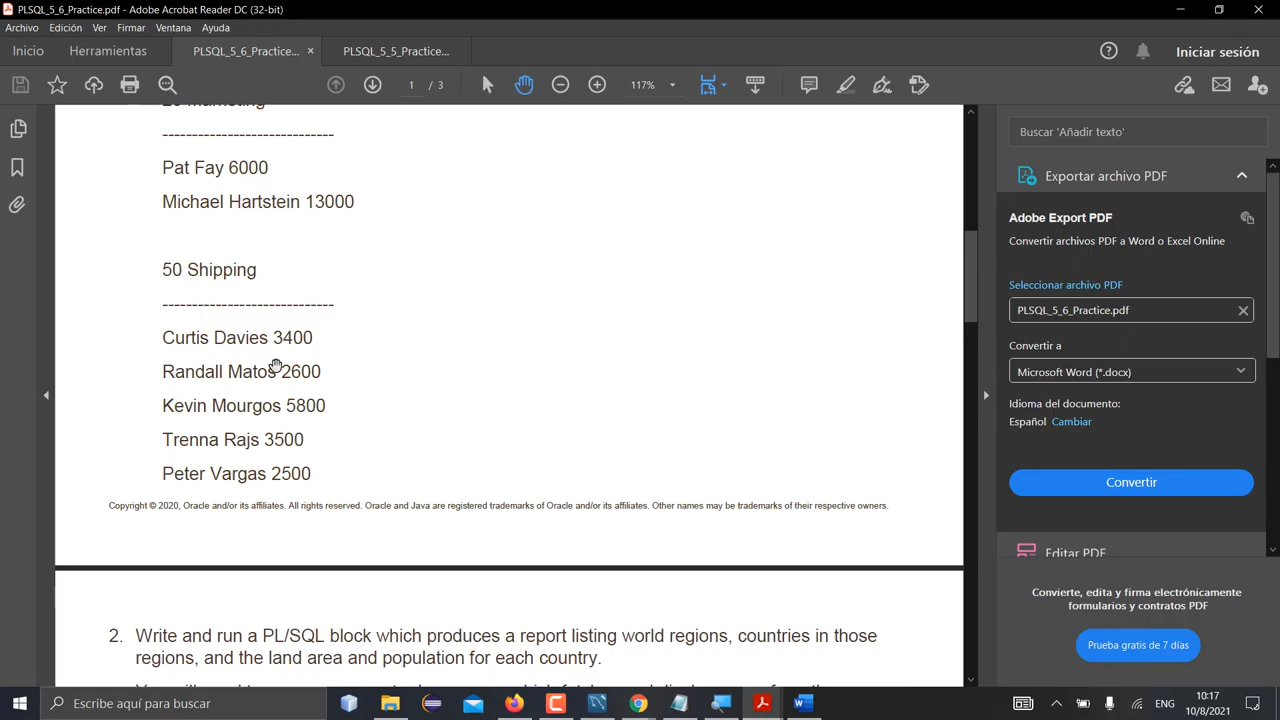 PLSQL_5_6_Practice.pdf - Adobe Acrobat Reader DC (32-bit)
Archivo Edición Ver Firmar Ventana Ayuda
Inicio Herramientas PLSQL_5_6_Practice... × PLSQL_5_5_Practice... Iniciar sesión
1 / 3 117%
-----------------------------
Pat Fay 6000
Michael Hartstein 13000
50 Shipping
-----------------------------
Curtis Davies 3400
Randall Matos 2600
Kevin Mourgos 5800
Trenna Rajs 3500
Peter Vargas 2500
Copyright © 2020, Oracle and/or its affiliates. All rights reserved. Oracle and Java are registered trademarks of Oracle and/or its affiliates. Other names may be trademarks of their respective owners.
2. Write and run a PL/SQL block which produces a report listing world regions, countries in those
regions, and the land area and population for each country.
Buscar 'Añadir texto'
Exportar archivo PDF
Adobe Export PDF
Convertir archivos PDF a Word o Excel Online
Seleccionar archivo PDF
PLSQL_5_6_Practice.pdf
Convertir a
Microsoft Word (*.docx)
Idioma del documento:
Español Cambiar
Convertir
Editar PDF
Convierte, edita y firma electrónicamente
formularios y contratos PDF
Prueba gratis de 7 días
Escribe aquí para buscar
ENG
10:17
10/8/2021